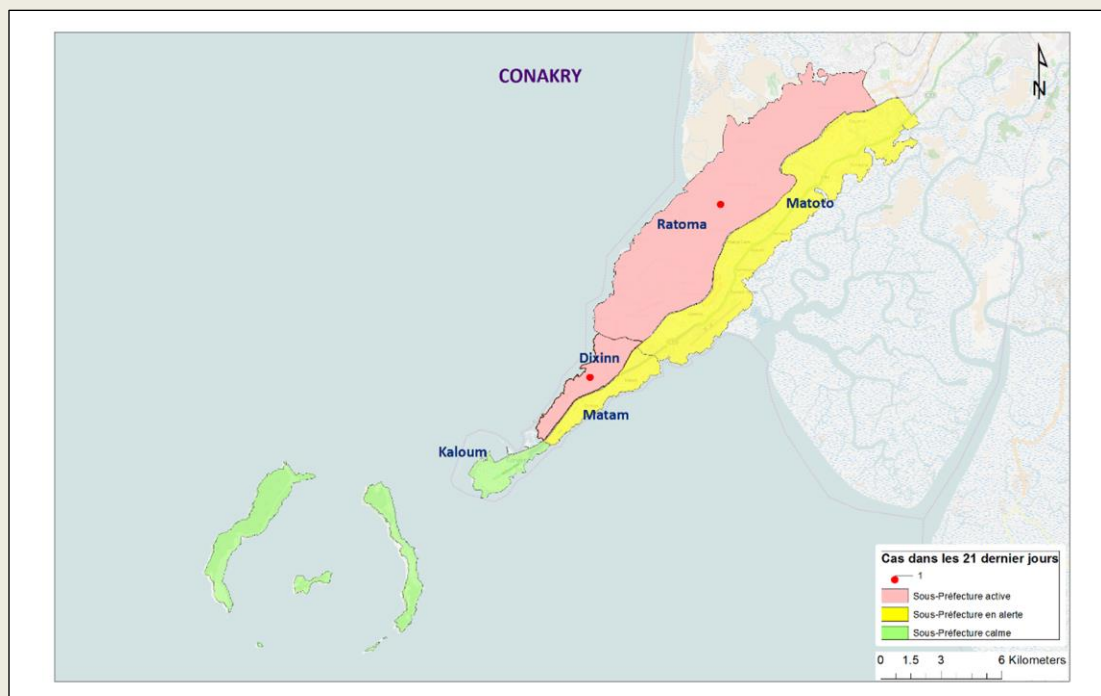 CONAKRY
N
Matoto
Ratoma
Dixinn
Matam
Kaloum
Cas dans les 21 dernier jours
1
Sous-Préfecture active
Sous-Préfecture en alerte
Sous-Préfecture calme
0 1.5 3 6 Kilometers